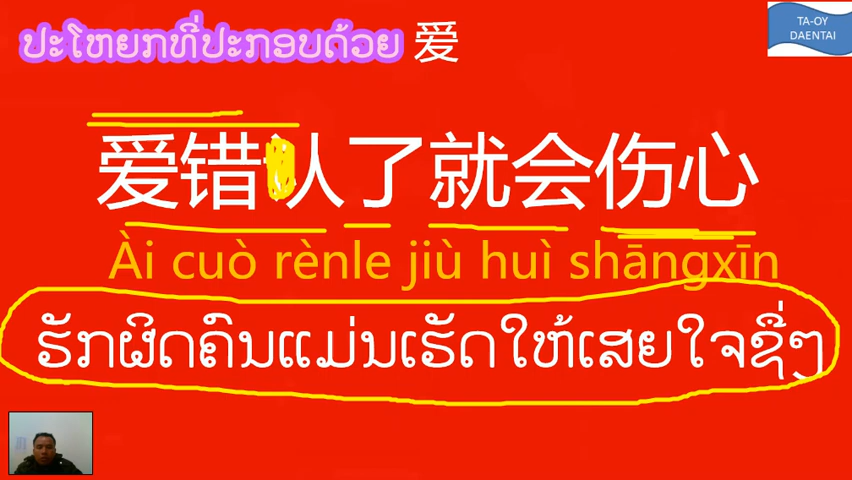 ປະໂຫຍກທີ່ປະກອບດ້ວຍ 爱
TA-OY
DAENTAI
爱错认了就会伤心
Ài cuò rènle jiù huì shāngxīn
ຮັກຜິດຄົນແມ່ນເຮັດໃຫ້ເສຍໃຈຊື່ໆ